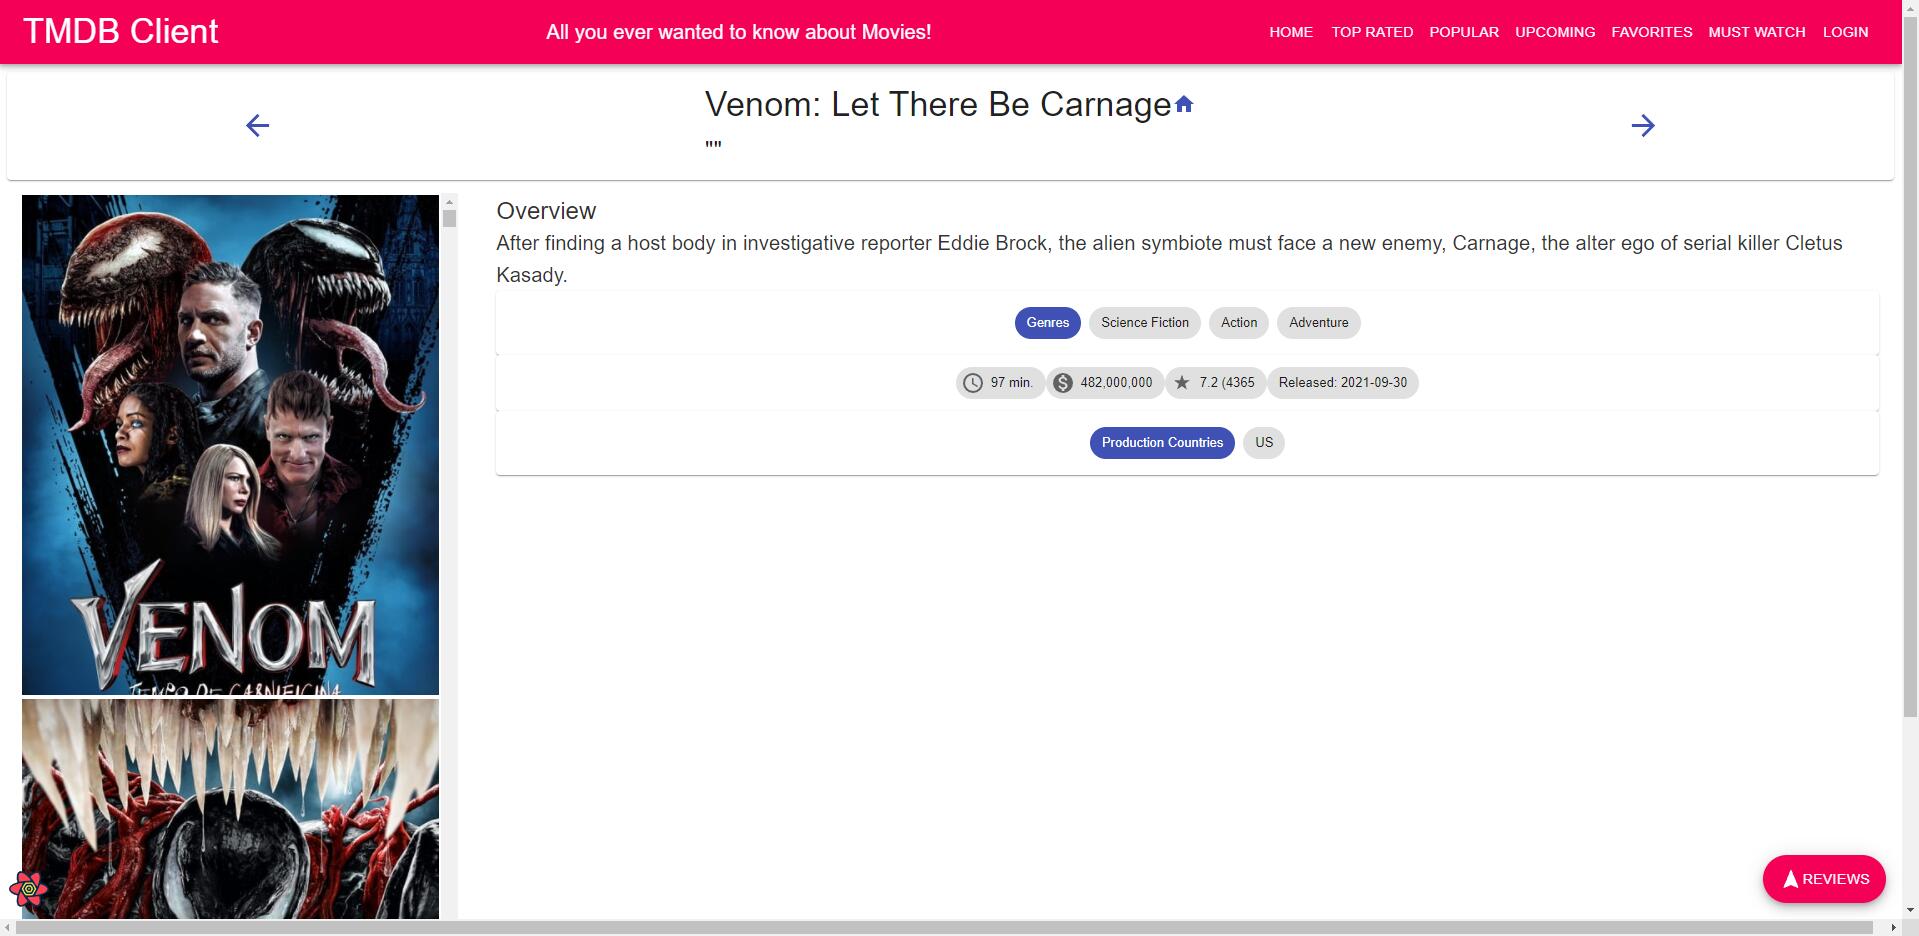 TMDB Client
All you ever wanted to know about Movies!
HOME TOP RATED POPULAR UPCOMING FAVORITES MUST WATCH LOGIN
Venom: Let There Be Carnage
""
VENOM
TEMPO DE CARNIFICINA
Overview
After finding a host body in investigative reporter Eddie Brock, the alien symbiote must face a new enemy, Carnage, the alter ego of serial killer Cletus
Kasady.
Genres Science Fiction Action Adventure
97 min. 482,000,000 7.2 (4365 Released: 2021-09-30
Production Countries US
REVIEWS